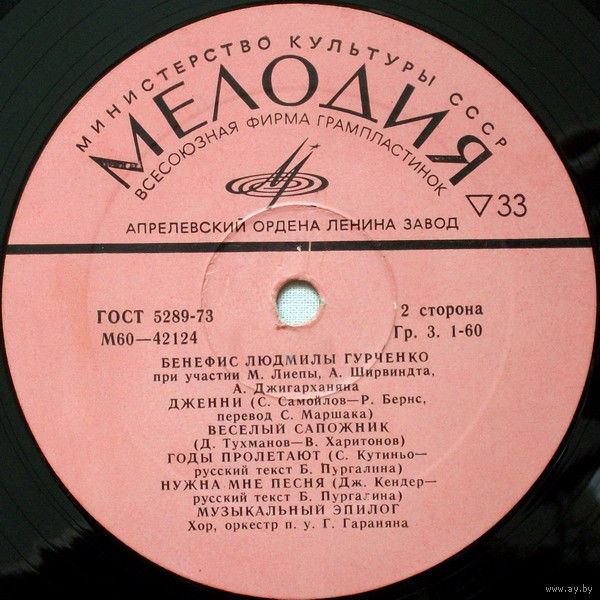 МИНИСТЕРСТВО КУЛЬТУРЫ СССР
МЕЛОДИЯ
ВСЕСОЮЗНАЯ ФИРМА ГРАМПЛАСТИНОК
▽33
АПРЕЛЕВСКИЙ ОРДЕНА ЛЕНИНА ЗАВОД
ГОСТ 5289-73
2 сторона
М60—42124
Гр. 3. 1-60
БЕНЕФИС ЛЮДМИЛЫ ГУРЧЕНКО
при участии М. Лиепы, А. Ширвиндта,
А. Джигарханяна
ДЖЕННИ (С. Самойлов—Р. Бернс,
перевод С. Маршака)
ВЕСЕЛЫЙ САПОЖНИК
(Д. Тухманов—В. Харитонов)
ГОДЫ ПРОЛЕТАЮТ (С. Кутиньо—
русский текст Б. Пургалина)
НУЖНА МНЕ ПЕСНЯ (Дж. Кендер—
русский текст Б. Пургалина)
МУЗЫКАЛЬНЫЙ ЭПИЛОГ
Хор, оркестр п. у. Г. Гараняна
www.ay.by